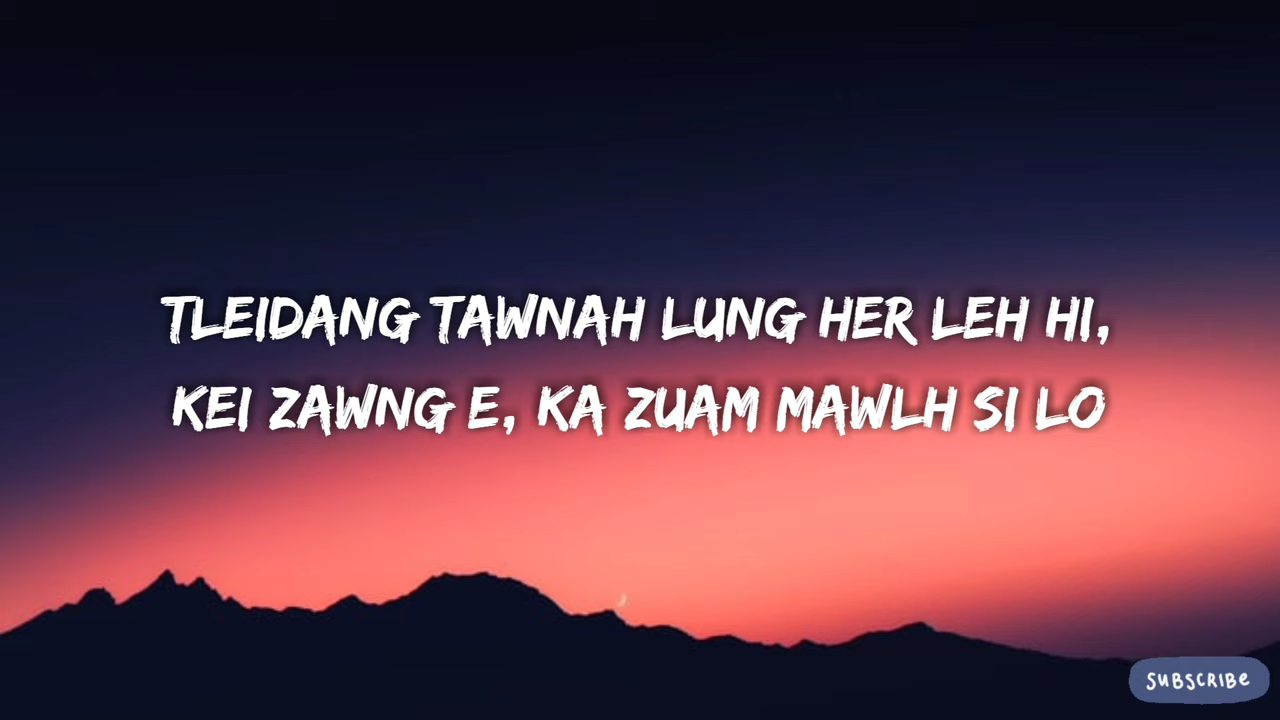 TLEIDANG TAWNAH LUNG HER LEH HI,
KEI ZAWNG E, KA ZUAM MAWLH SI LO
SUBSCRIBE